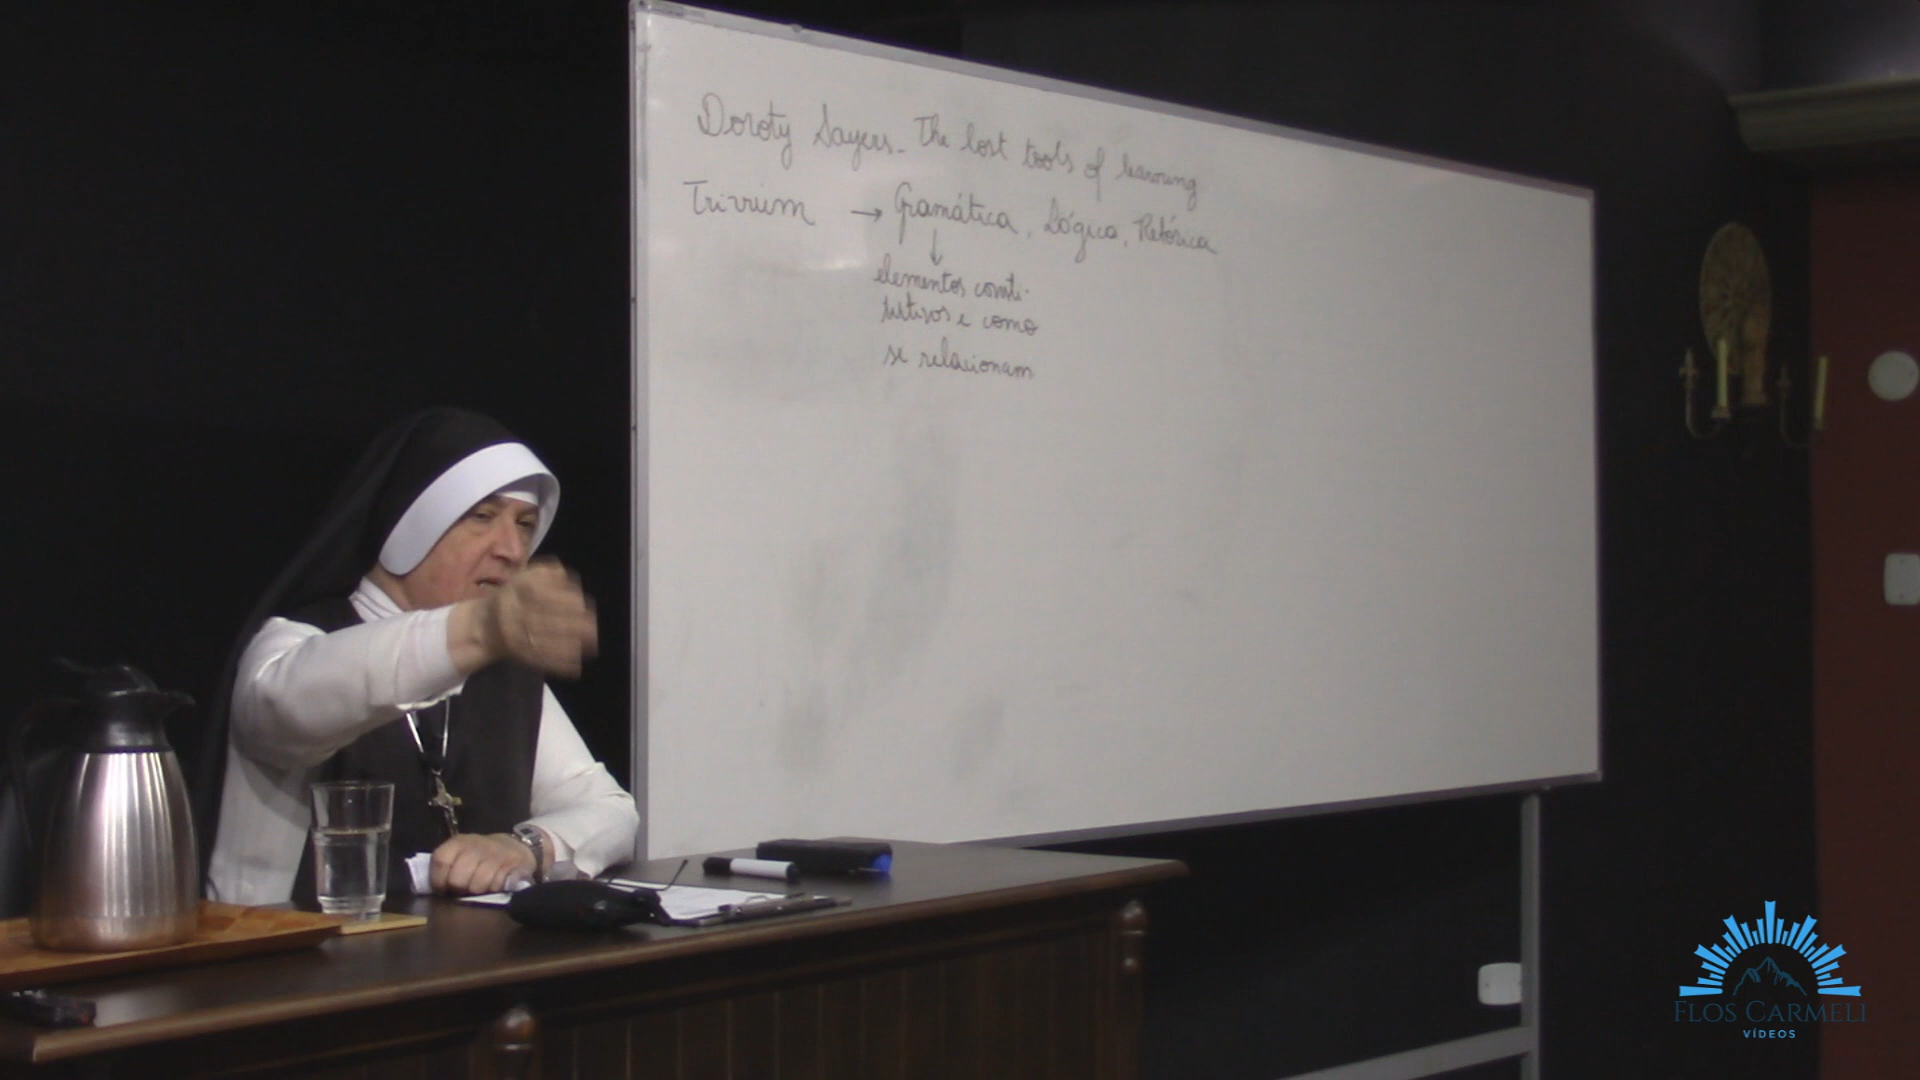 Doroty Sayers - The lost tools of learning
Trivium → Gramática, Lógica, Retórica
↓
elementos consti-
tutivos e como
se relacionam
FLOS CARMELI
VÍDEOS